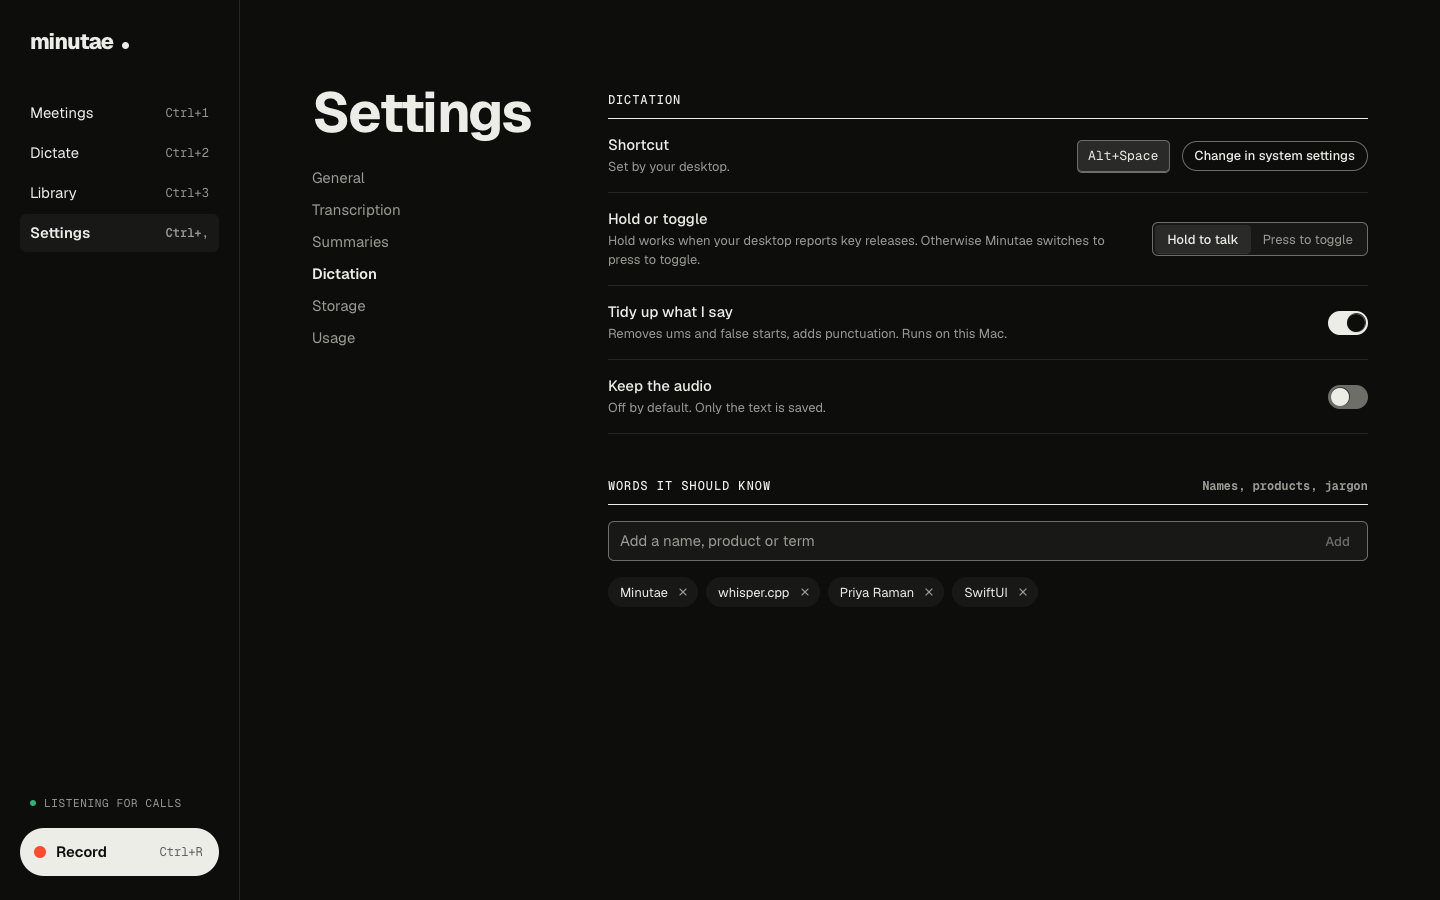 minutae
Meetings Ctrl+1
Dictate Ctrl+2
Library Ctrl+3
Settings Ctrl+,
LISTENING FOR CALLS
Record Ctrl+R
Settings
General
Transcription
Summaries
Dictation
Storage
Usage
DICTATION
Shortcut
Set by your desktop.
Alt+Space Change in system settings
Hold or toggle
Hold works when your desktop reports key releases. Otherwise Minutae switches to
press to toggle.
Hold to talk Press to toggle
Tidy up what I say
Removes ums and false starts, adds punctuation. Runs on this Mac.
Keep the audio
Off by default. Only the text is saved.
WORDS IT SHOULD KNOW Names, products, jargon
Add a name, product or term Add
Minutae × whisper.cpp × Priya Raman × SwiftUI ×